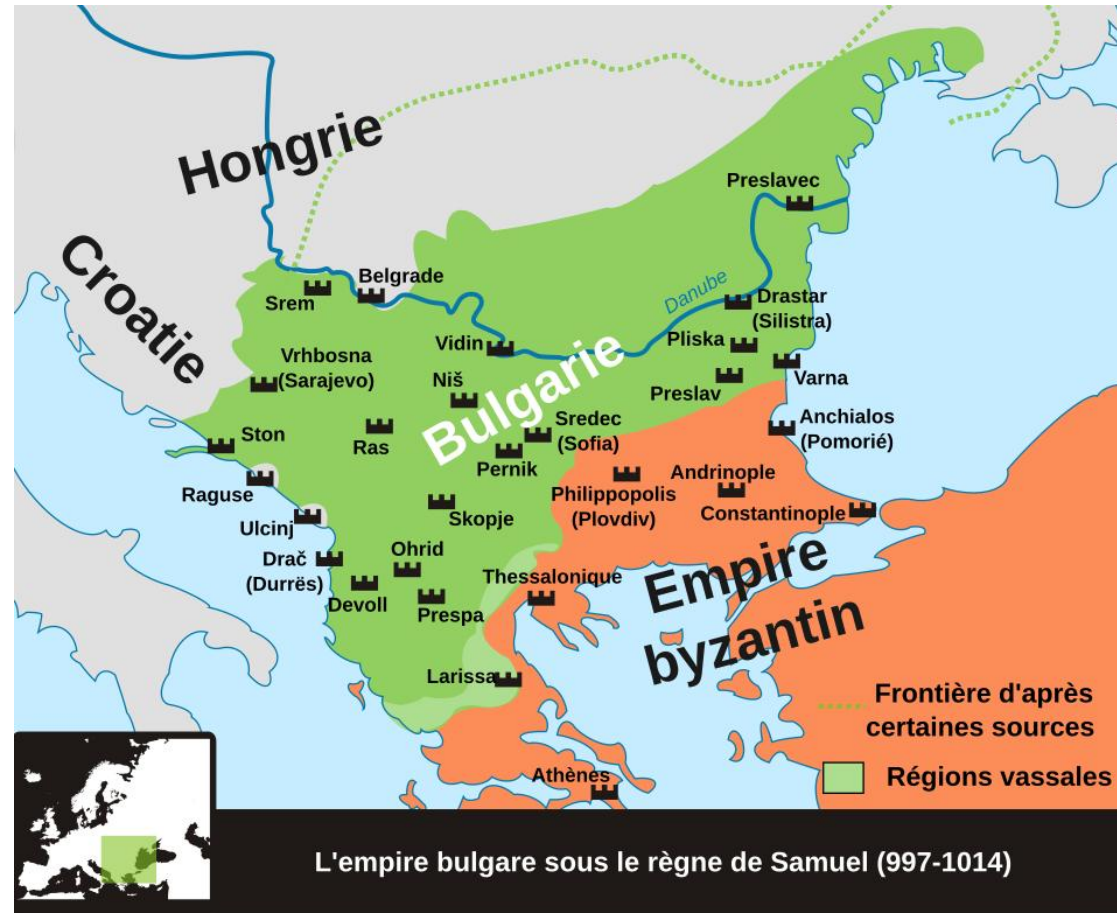 Hongrie
Croatie
Preslavec
Belgrade
Srem
Danube
Drastar
(Silistra)
Vidin
Pliska
Vrhbosna
(Sarajevo)
Bulgarie
Varna
Niš
Preslav
Ston
Ras
Sredec
(Sofia)
Anchialos
(Pomorié)
Pernik
Raguse
Philippopolis
(Plovdiv)
Andrinople
Skopje
Constantinople
Ulcinj
Drač
(Durrës)
Ohrid
Devoll
Prespa
Thessalonique
Empire
byzantin
Larissa
Frontière d'après
certaines sources
Athènes
Régions vassales
L'empire bulgare sous le règne de Samuel (997-1014)